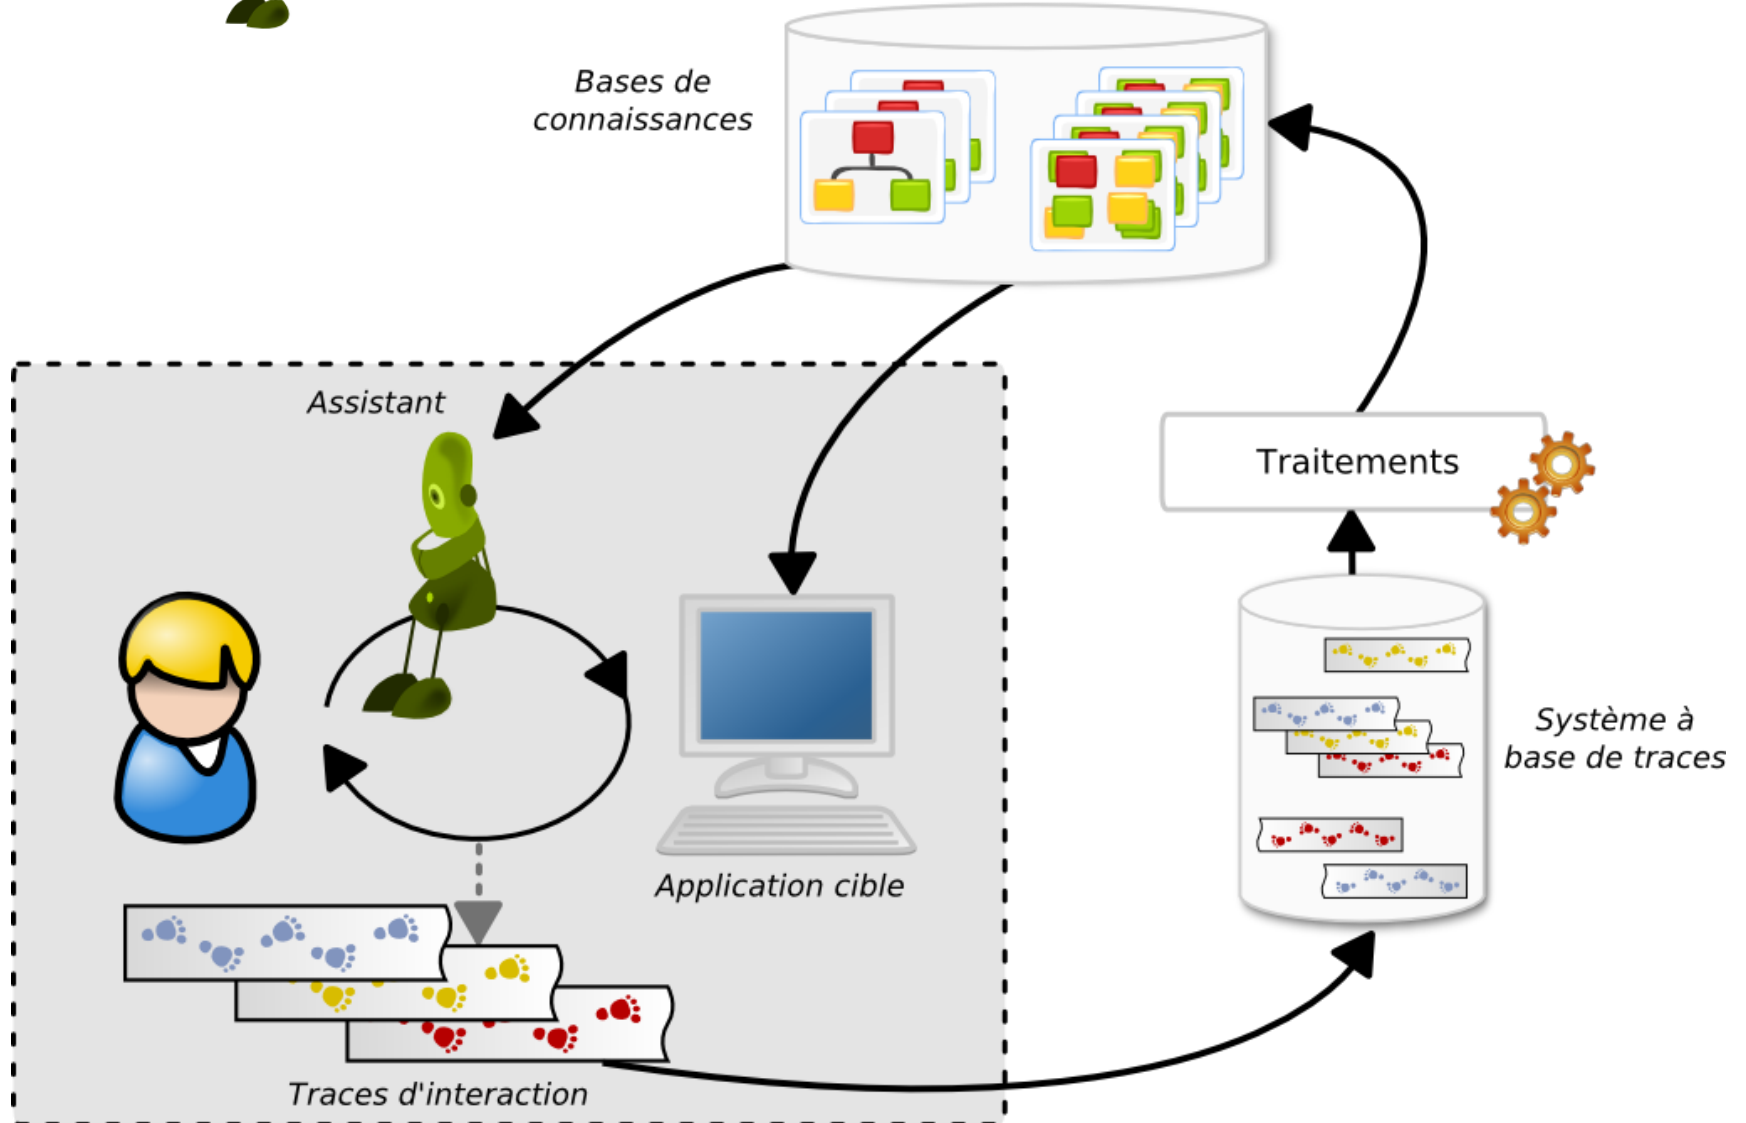 Bases de
connaissances
Assistant
Traitements
Système à
base de traces
Application cible
Traces d'interaction